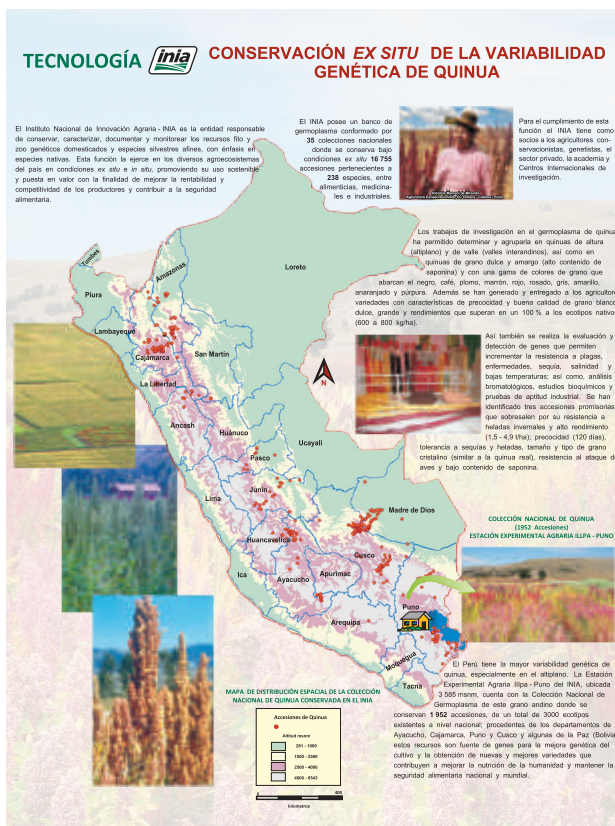 TECNOLOGÍA
inia
CONSERVACIÓN EX SITU DE LA VARIABILIDAD
GENÉTICA DE QUINUA
El Instituto Nacional de Innovación Agraria - INIA es la entidad responsable
de conservar, caracterizar, documentar y monitorear los recursos fito y
zoo genéticos domesticados y especies silvestres afines, con énfasis en
especies nativas. Esta función la ejerce en los diversos agroecosistemas
del país en condiciones ex situ e in situ, promoviendo su uso sostenible
y puesta en valor con la finalidad de mejorar la rentabilidad y
competitividad de los productores y contribuir a la seguridad
alimentaria.
El INIA posee un banco de
germoplasma conformado por
35 colecciones nacionales
donde se conserva bajo
condiciones ex situ 16 755
accesiones pertenecientes a
238 especies, entre
alimenticias, medicina-
les e industriales.
Para el cumplimiento de esta
función el INIA tiene como
socios a los agricultores con-
servacionistas, genetistas, el
sector privado, la academia y
Centros Internacionales de
investigación.
Los trabajos de investigación en el germoplasma de quinua
ha permitido determinar y agruparla en quinuas de altura
(altiplano) y de valle (valles interandinos), así como en
quinuas de grano dulce y amargo (alto contenido de
saponina) y con una gama de colores de grano que
abarcan el negro, café, plomo, marrón, rojo, rosado, gris, amarillo,
anaranjado y púrpura. Además se han generado y entregado a los agricultore
variedades con características de precocidad y buena calidad de grano blanco
dulce, grande y rendimientos que superan en un 100 % a los ecotipos nativo
(600 a 800 kg/ha).
Así también se realiza la evaluación y
detección de genes que permiten
incrementar la resistencia a plagas,
enfermedades, sequía, salinidad y
bajas temperaturas; así como, análisis
bromatológicos, estudios bioquímicos y
pruebas de aptitud industrial. Se han
identificado tres accesiones promisorias
que sobresalen por su resistencia a
heladas invernales y alto rendimiento
(1,5 - 4,9 t/ha); precocidad (120 días),
tolerancia a sequías y heladas, tamaño y tipo de grano
cristalino (similar a la quinua real), resistencia al ataque de
aves y bajo contenido de saponina.
Tumbes
Piura
Amazonas
Loreto
Lambayeque
Cajamarca
San Martín
La Libertad
N
Ancash
Huánuco
Ucayali
Pasco
Junín
Lima
Madre de Dios
Huancavelica
Cusco
Ica
Ayacucho
Apurimac
Puno
Arequipa
Moquegua
Tacna
COLECCIÓN NACIONAL DE QUINUA
(1952 Accesiones)
ESTACIÓN EXPERIMENTAL AGRARIA ILLPA - PUNO
El Perú tiene la mayor variabilidad genética de
quinua, especialmente en el altiplano. La Estación
Experimental Agraria Illpa - Puno del INIA, ubicada
3 585 msnm, cuenta con la Colección Nacional de
Germoplasma de este grano andino donde se
conservan 1 952 accesiones, de un total de 3000 ecotipos
existentes a nivel nacional; procedentes de los departamentos de
Ayacucho, Cajamarca, Puno y Cusco y algunas de la Paz (Bolivia
estos recursos son fuente de genes para la mejora genética del
cultivo y la obtención de nuevas y mejores variedades que
contribuyen a mejorar la nutrición de la humanidad y mantener la
seguridad alimentaria nacional y mundial.
MAPA DE DISTRIBUCIÓN ESPACIAL DE LA COLECCIÓN
NACIONAL DE QUINUA CONSERVADA EN EL INIA
Accesiones de Quinua
Altitud msnm
281 - 1000
1000 - 2500
2500 - 4000
4000 - 6543
400
kilometros